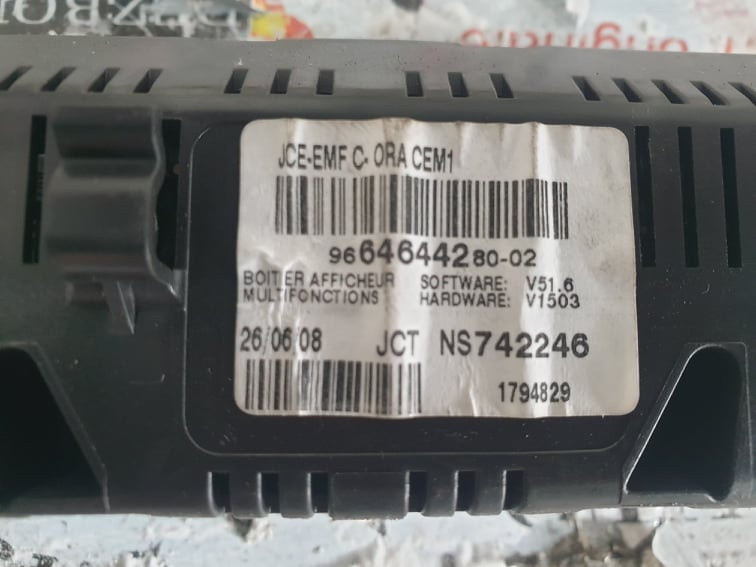 originare
JCE-EMF C- ORA CEM1
9664644280-02
BOITIER AFFICHEUR SOFTWARE: V51.6
MULTIFONCTIONS HARDWARE: V1503
26/06/08 JCT NS742246
1794829